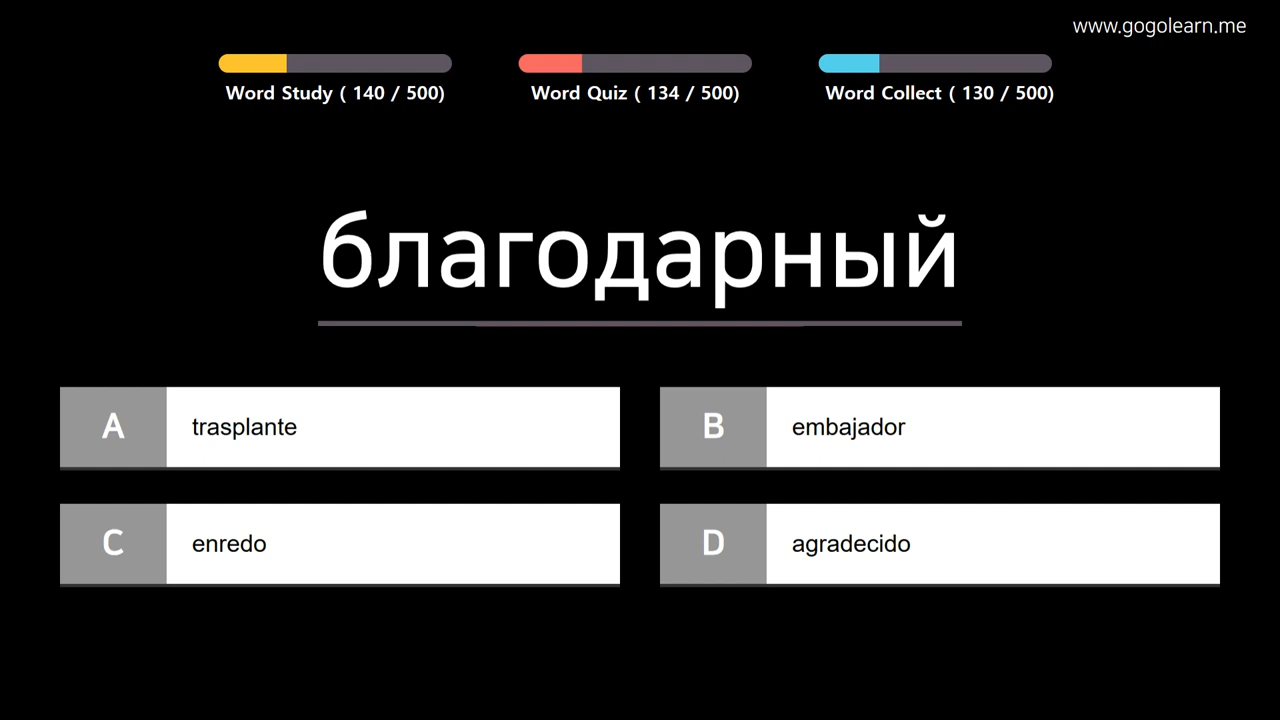 www.gogolearn.me
Word Study ( 140 / 500)
Word Quiz ( 134 / 500)
Word Collect ( 130 / 500)
благодарный
A trasplante
B embajador
C enredo
D agradecido